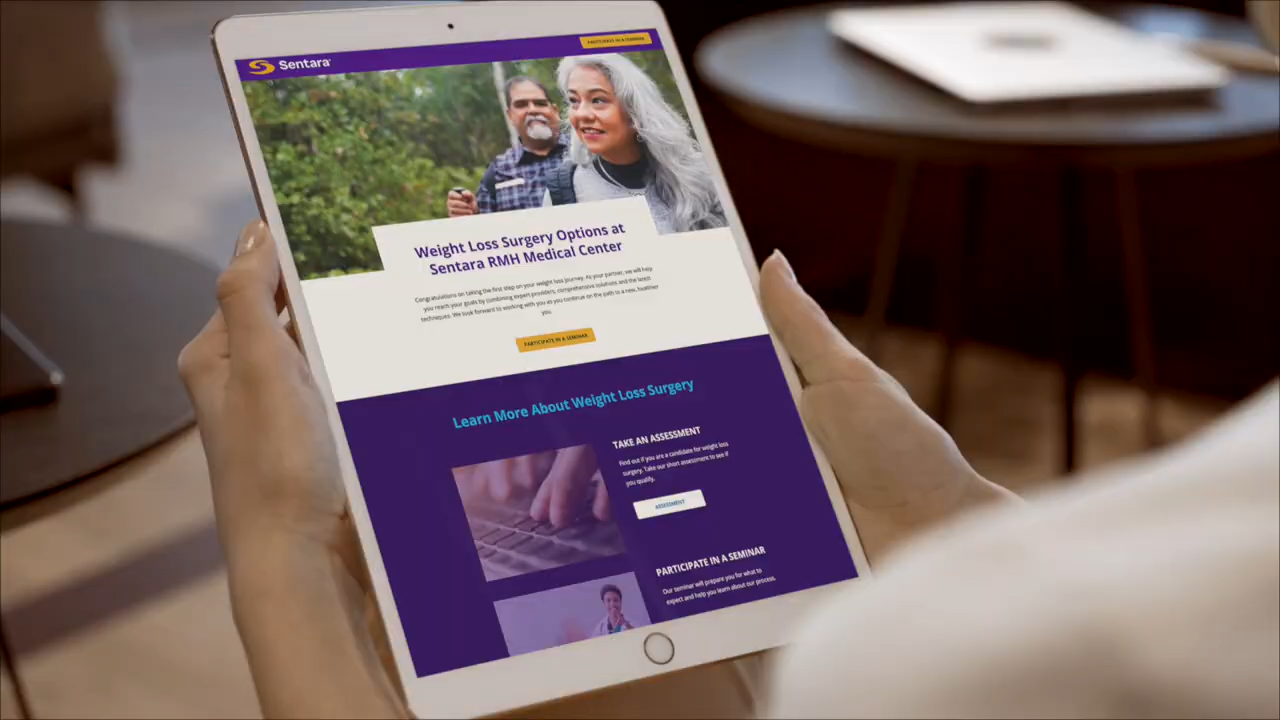 Sentara
PARTICIPATE IN A SEMINAR
Weight Loss Surgery Options at
Sentara RMH Medical Center
Congratulations on taking the first step on your weight loss journey. As your partner, we will help
you reach your goals by combining expert providers, comprehensive solutions and the latest
techniques. We look forward to working with you as you continue on the path to a new, healthier
you.
PARTICIPATE IN A SEMINAR
Learn More About Weight Loss Surgery
TAKE AN ASSESSMENT
Find out if you are a candidate for weight loss
surgery. Take our short assessment to see if
you qualify.
ASSESSMENT
PARTICIPATE IN A SEMINAR
Our seminar will prepare you for what to
expect and help you learn about our process.